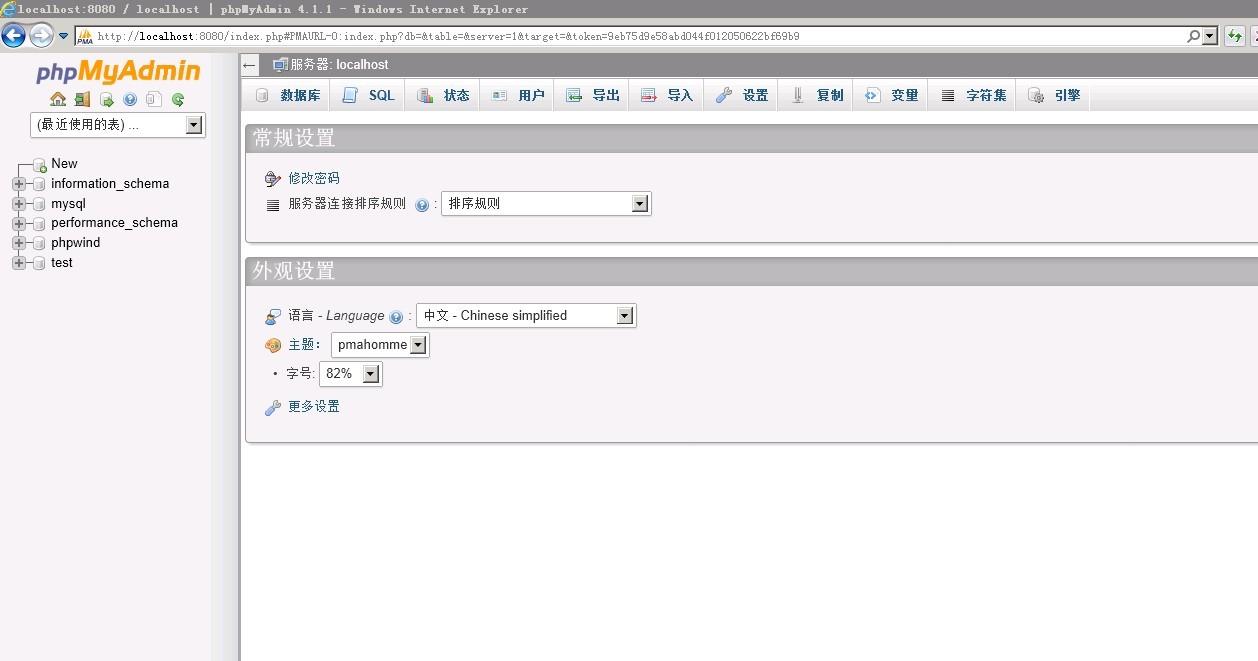 localhost:8080 / localhost | phpMyAdmin 4.1.1 - Windows Internet Explorer
http://localhost:8080/index.php#PMAURL-0:index.php?db=&table=&server=1&target=&token=9eb75d9e58abd044f012050622bf69b9
phpMyAdmin
(最近使用的表) ...
New
information_schema
mysql
performance_schema
phpwind
test
服务器: localhost
数据库 SQL 状态 用户 导出 导入 设置 复制 变量 字符集 引擎
常规设置
修改密码
服务器连接排序规则 : 排序规则
外观设置
语言 - Language : 中文 - Chinese simplified
主题: pmahomme
• 字号: 82%
更多设置